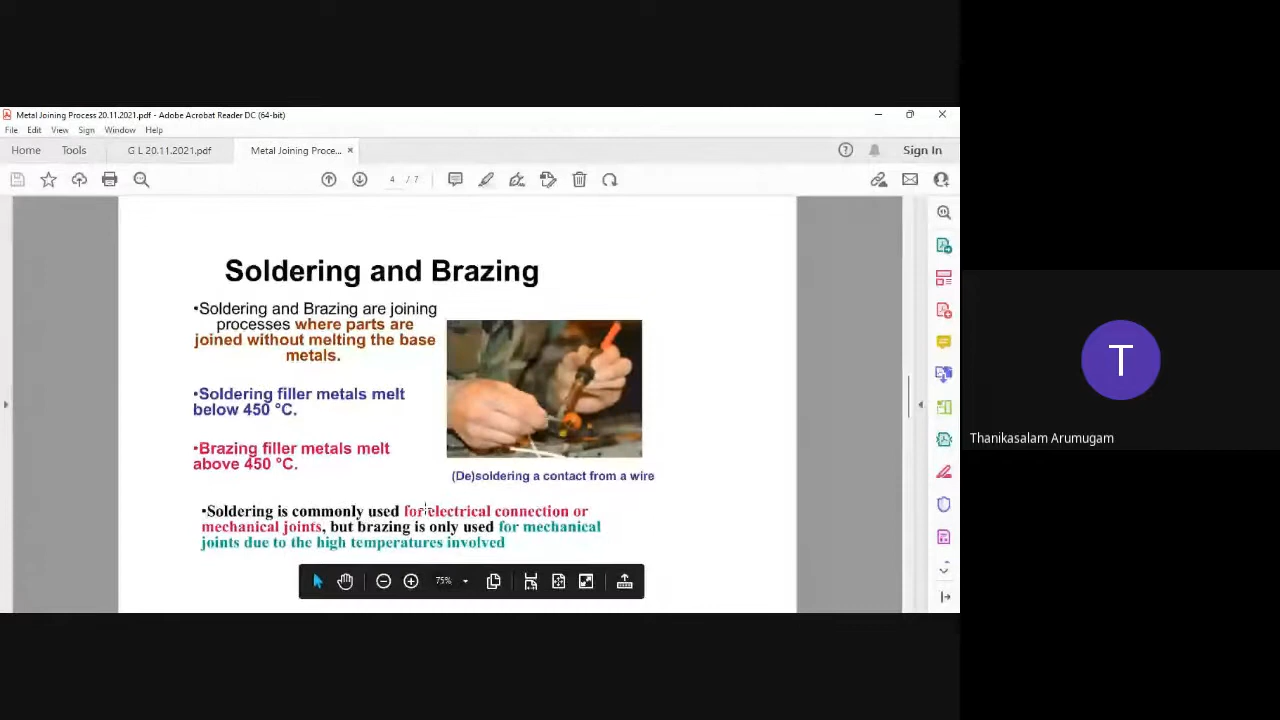 Metal Joining Process 20.11.2021.pdf - Adobe Acrobat Reader DC (64-bit)
File Edit View Sign Window Help
Home Tools G L 20.11.2021.pdf Metal Joining Proce... × Sign In
4 / 7
Soldering and Brazing
•Soldering and Brazing are joining
processes where parts are
joined without melting the base
metals.
•Soldering filler metals melt
below 450 °C.
•Brazing filler metals melt
above 450 °C.
(De)soldering a contact from a wire
•Soldering is commonly used for electrical connection or
mechanical joints, but brazing is only used for mechanical
joints due to the high temperatures involved
75%
T
Thanikasalam Arumugam